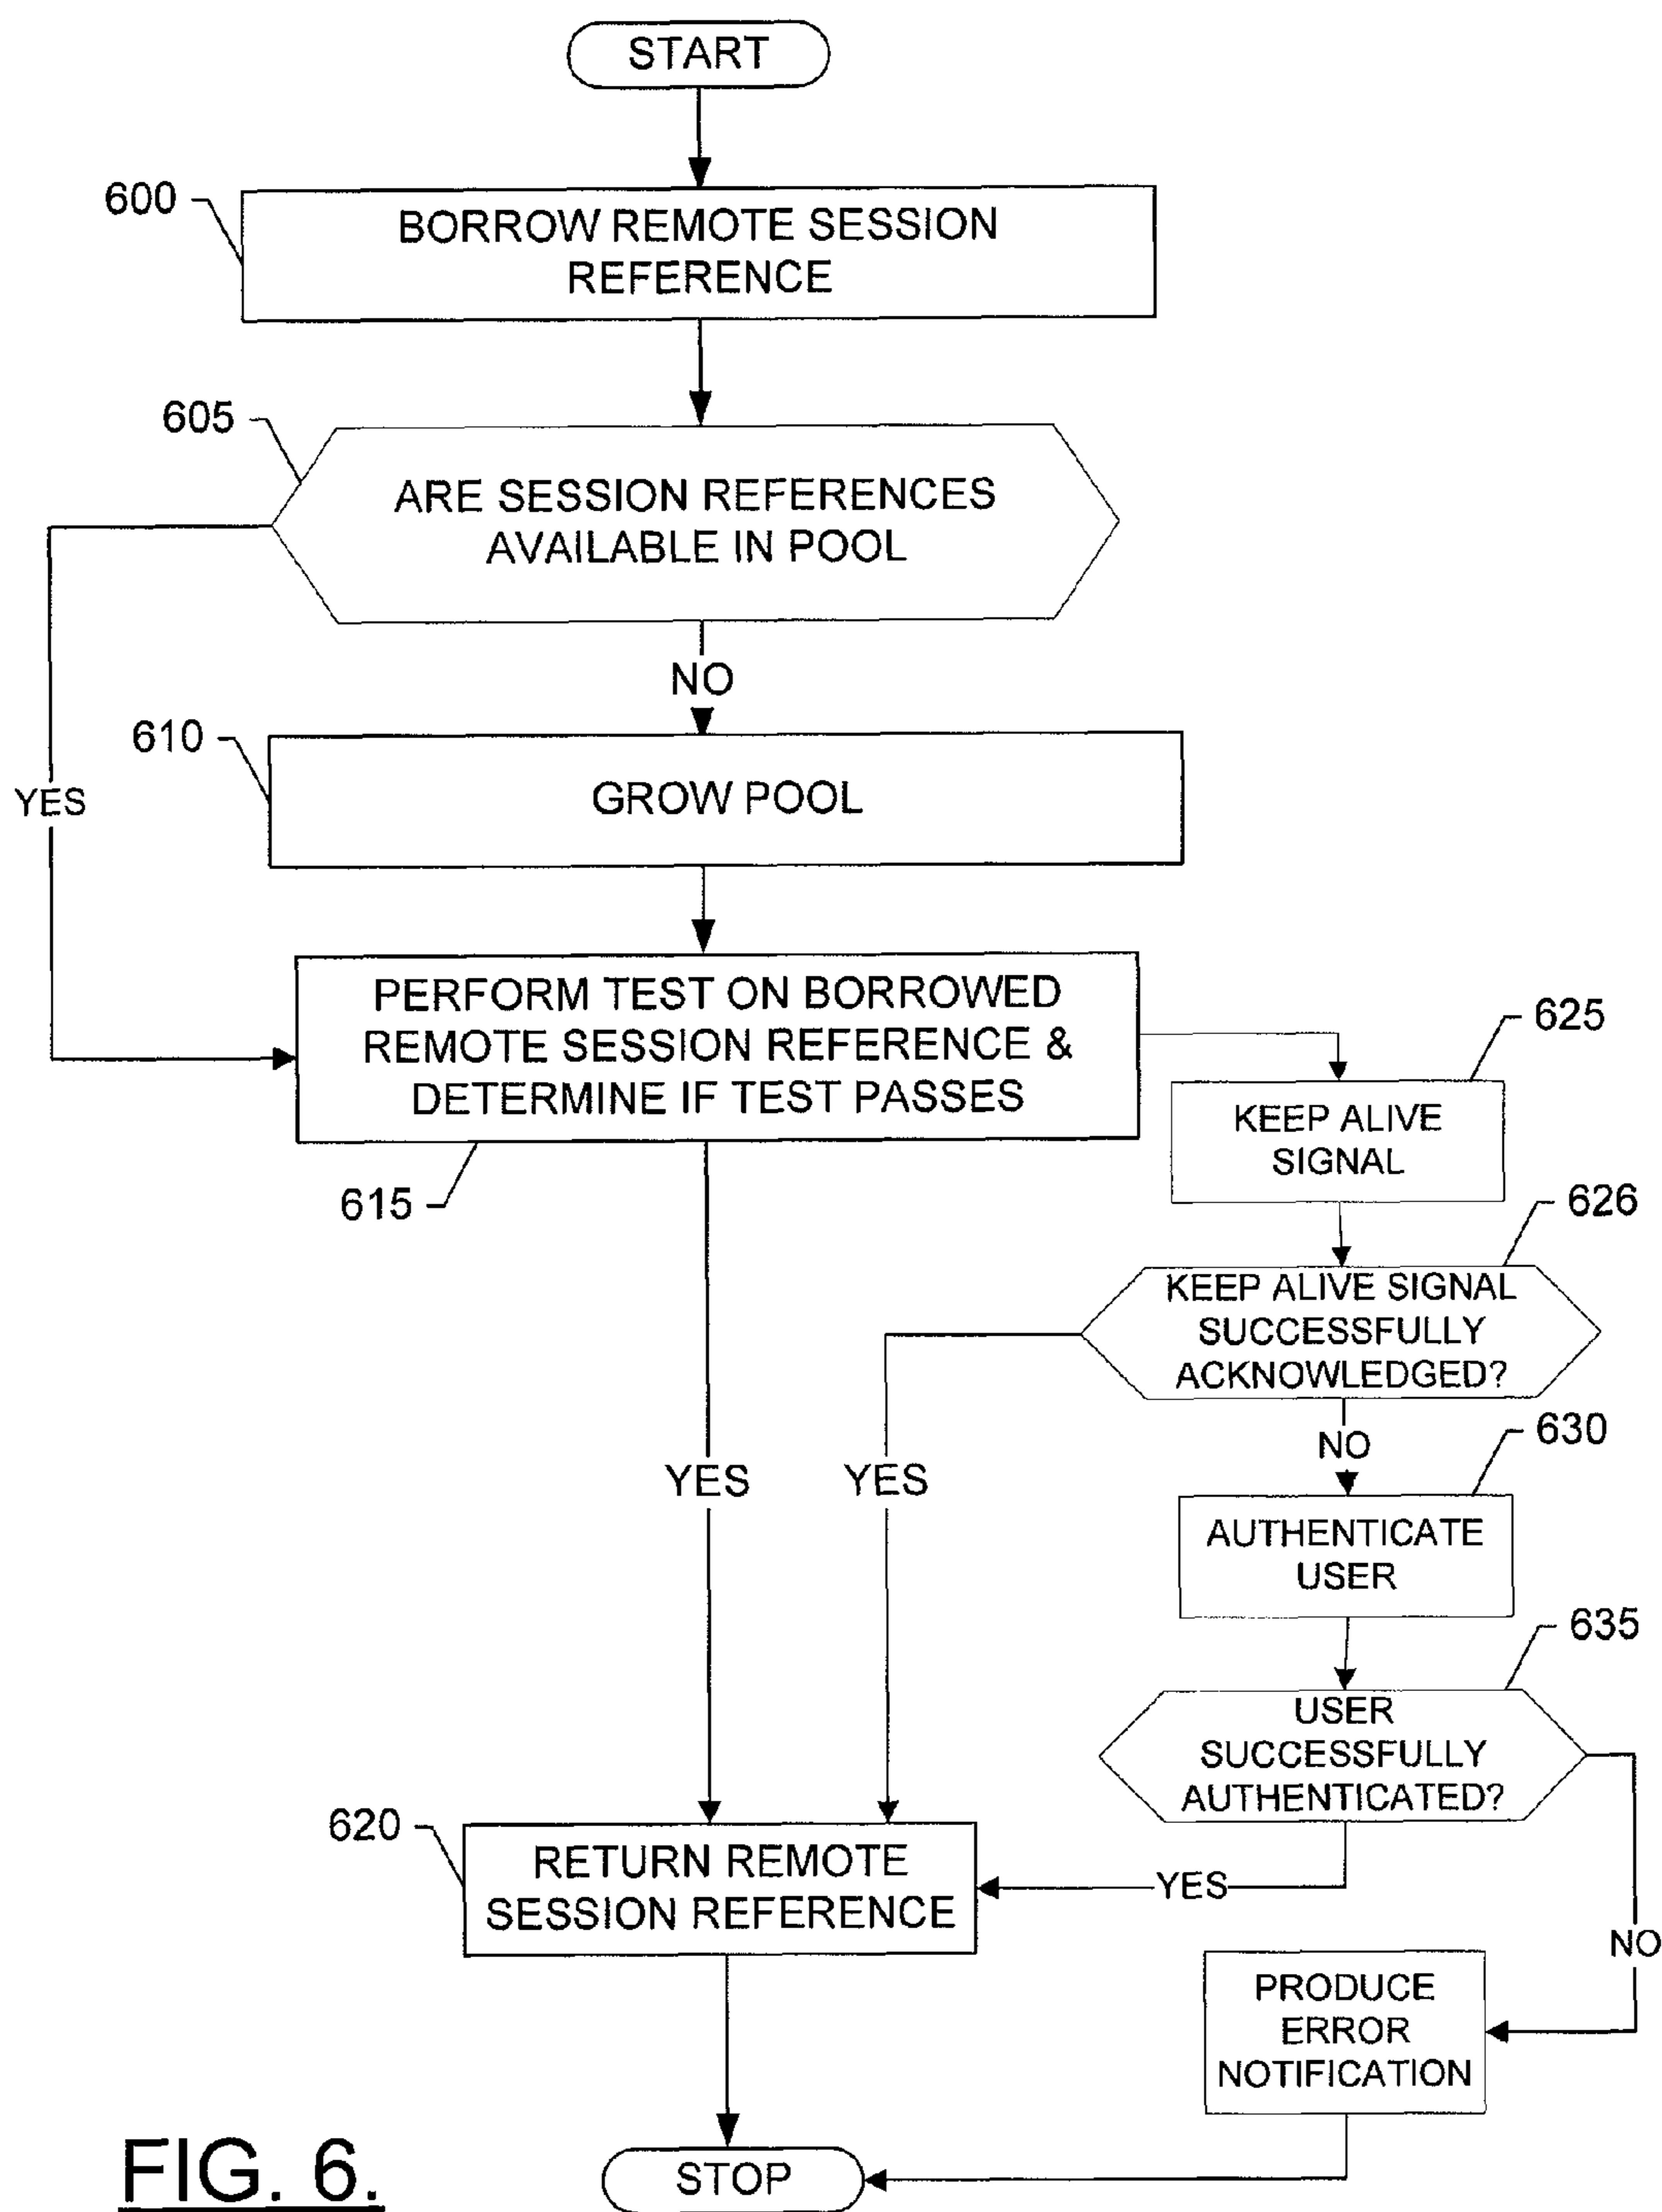 START
600
BORROW REMOTE SESSION
REFERENCE
605
ARE SESSION REFERENCES
AVAILABLE IN POOL
NO
YES
610
GROW POOL
PERFORM TEST ON BORROWED
REMOTE SESSION REFERENCE &
DETERMINE IF TEST PASSES
615
625
KEEP ALIVE
SIGNAL
626
KEEP ALIVE SIGNAL
SUCCESSFULLY
ACKNOWLEDGED?
YES
YES
NO
630
AUTHENTICATE
USER
635
USER
SUCCESSFULLY
AUTHENTICATED?
620
RETURN REMOTE
SESSION REFERENCE
YES
NO
PRODUCE
ERROR
NOTIFICATION
STOP
FIG. 6.